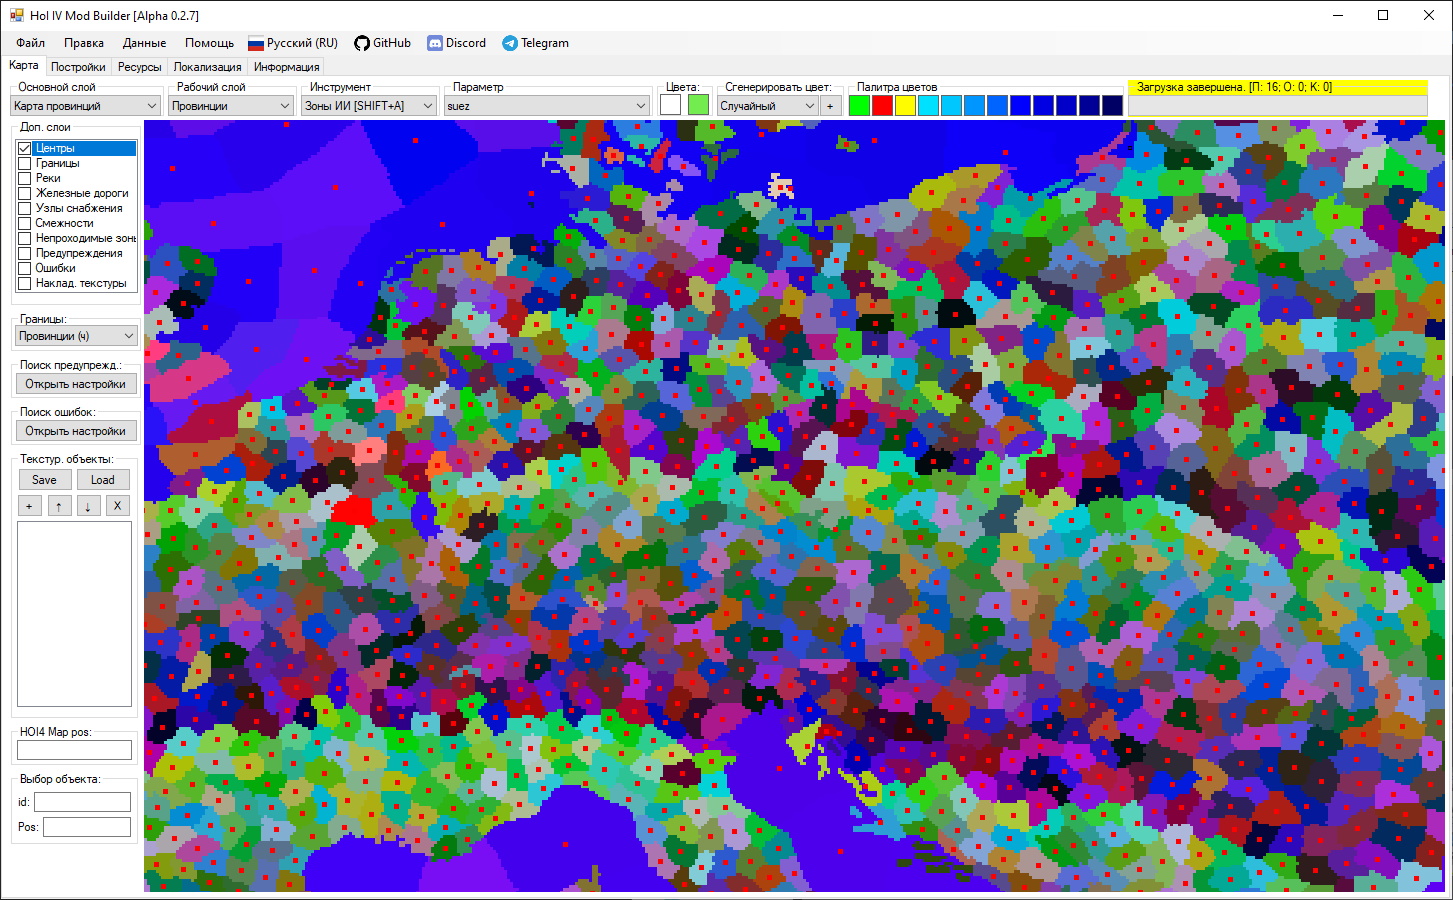 HoI IV Mod Builder [Alpha 0.2.7]
Файл Правка Данные Помощь Русский (RU) GitHub Discord Telegram
Карта Постройки Ресурсы Локализация Информация
Основной слой Рабочий слой Инструмент Параметр Цвета: Сгенерировать цвет: Палитра цветов Загрузка завершена. [П: 16; О: 0; К: 0]
Карта провинций Провинции Зоны ИИ [SHIFT+A] suez Случайный +
Доп. слои
Центры
Границы
Реки
Железные дороги
Узлы снабжения
Смежности
Непроходимые зоны
Предупреждения
Ошибки
Наклад. текстуры
Границы:
Провинции (ч)
Поиск предупрежд.:
Открыть настройки
Поиск ошибок:
Открыть настройки
Текстур. объекты:
Save Load
+ ↑ ↓ X
HOI4 Map pos:
Выбор объекта:
id:
Pos: